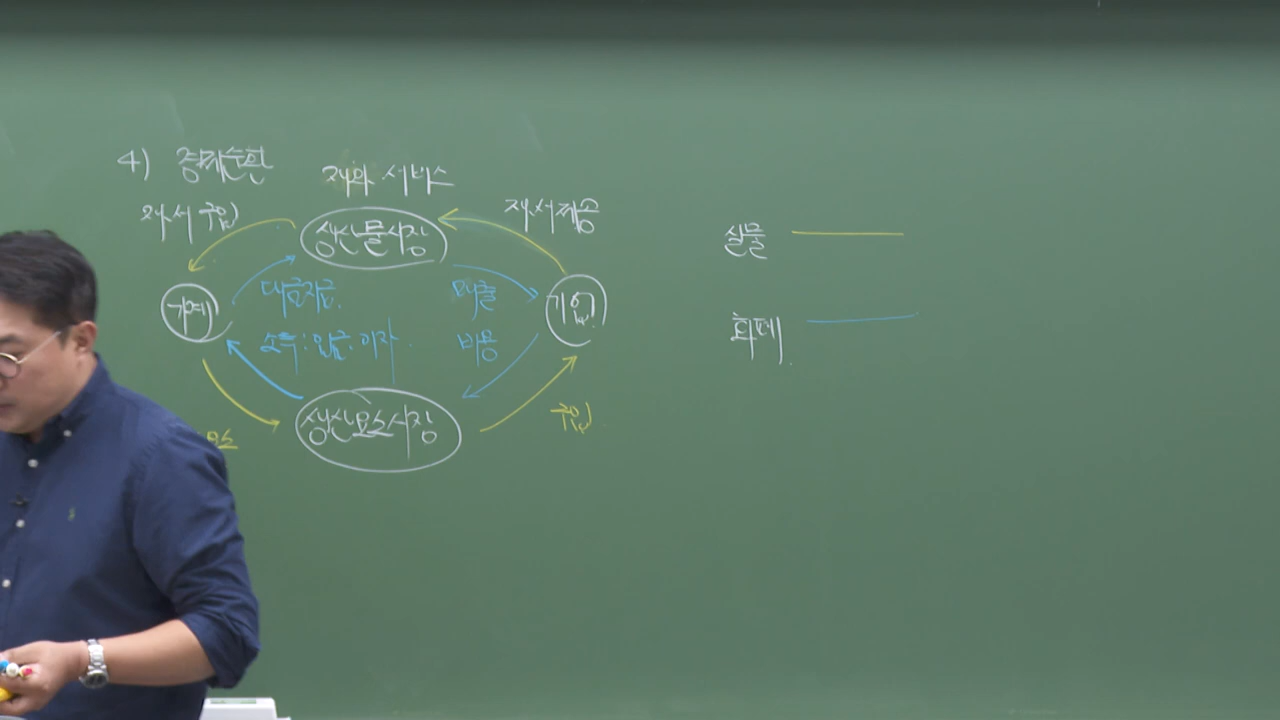 4) 경제순환
재와 서비스
재.서 구입
재.서 제공
생산물시장
가계
기업
대금지급.
매출
소득: 임금.이자
비용
생산요소시장
요소
구입
실물
화폐